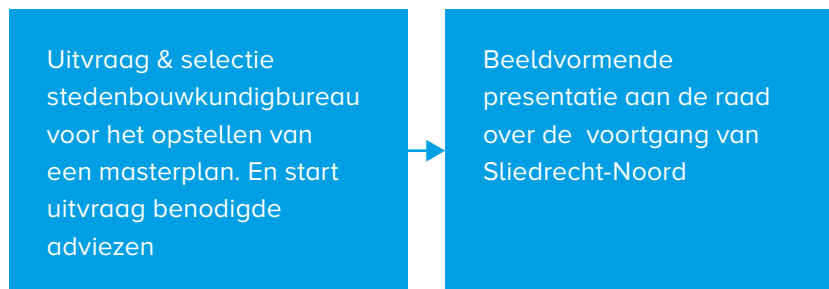 Uitvraag & selectie
stedenbouwkundigbureau
voor het opstellen van
een masterplan. En start
uitvraag benodigde
adviezen
Beeldvormende
presentatie aan de raad
over de  voortgang van
Sliedrecht-Noord